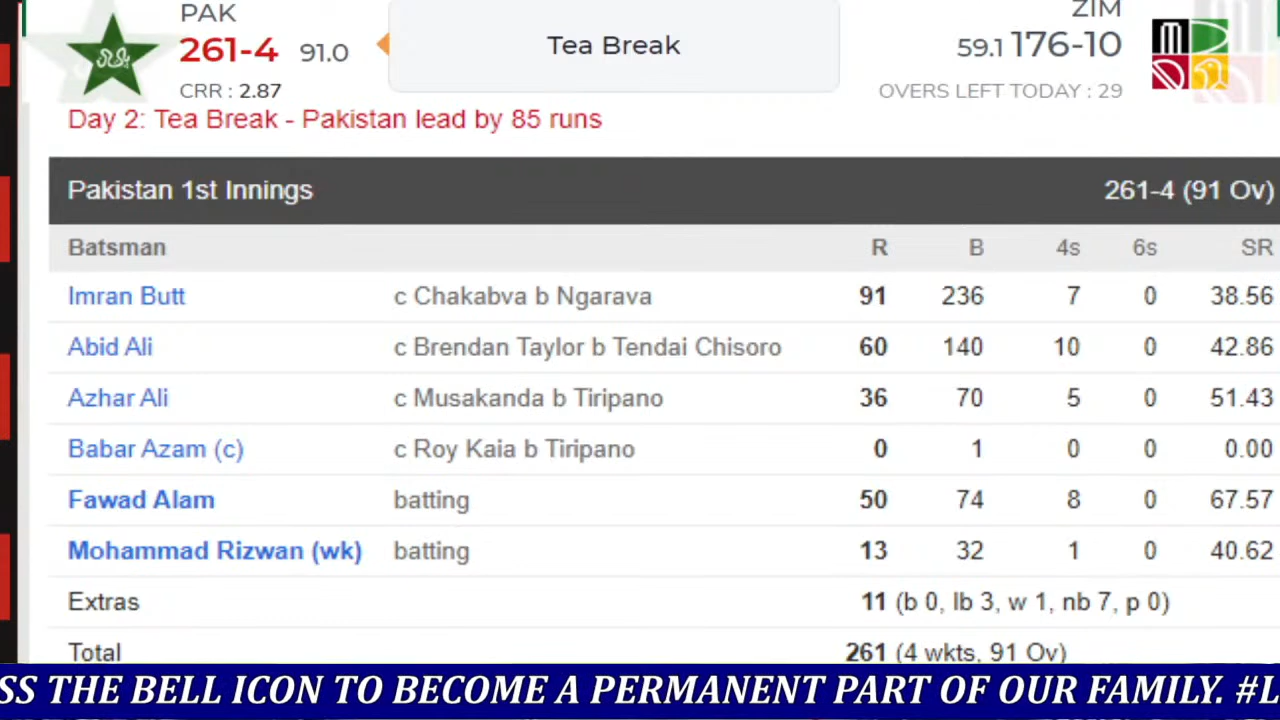 PAK
261-4 91.0
CRR : 2.87
Tea Break
ZIM
59.1 176-10
OVERS LEFT TODAY : 29
Day 2: Tea Break - Pakistan lead by 85 runs
Pakistan 1st Innings 261-4 (91 Ov)
Batsman R B 4s 6s SR
Imran Butt c Chakabva b Ngarava 91 236 7 0 38.56
Abid Ali c Brendan Taylor b Tendai Chisoro 60 140 10 0 42.86
Azhar Ali c Musakanda b Tiripano 36 70 5 0 51.43
Babar Azam (c) c Roy Kaia b Tiripano 0 1 0 0 0.00
Fawad Alam batting 50 74 8 0 67.57
Mohammad Rizwan (wk) batting 13 32 1 0 40.62
Extras 11 (b 0, lb 3, w 1, nb 7, p 0)
Total 261 (4 wkts, 91 Ov)
SS THE BELL ICON TO BECOME A PERMANENT PART OF OUR FAMILY. #L